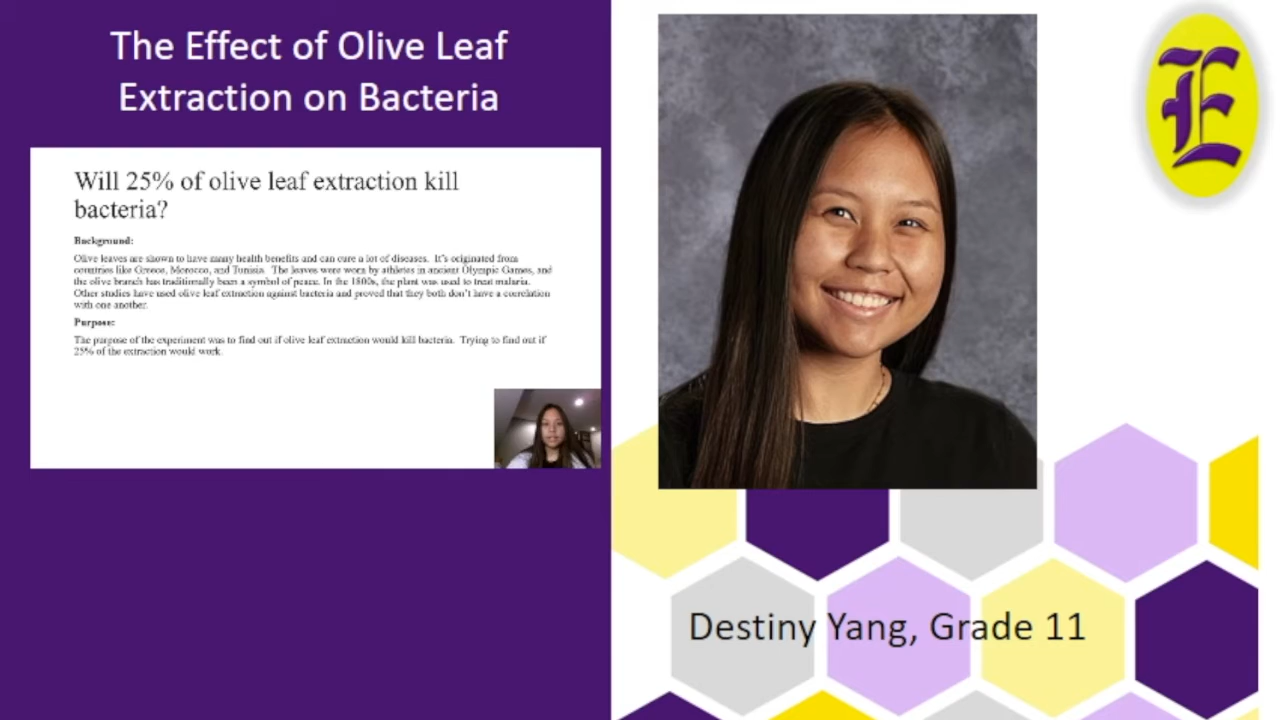 The Effect of Olive Leaf
Extraction on Bacteria
Will 25% of olive leaf extraction kill
bacteria?
Background:
Olive leaves are shown to have many health benefits and can cure a lot of diseases. It's originated from
countries like Greece, Morocco, and Tunisia. The leaves were worn by athletes in ancient Olympic Games, and
the olive branch has traditionally been a symbol of peace. In the 1800s, the plant was used to treat malaria.
Other studies have used olive leaf extraction against bacteria and proved that they both don't have a correlation
with one another.
Purpose:
The purpose of the experiment was to find out if olive leaf extraction would kill bacteria. Trying to find out if
25% of the extraction would work.
E
Destiny Yang, Grade 11